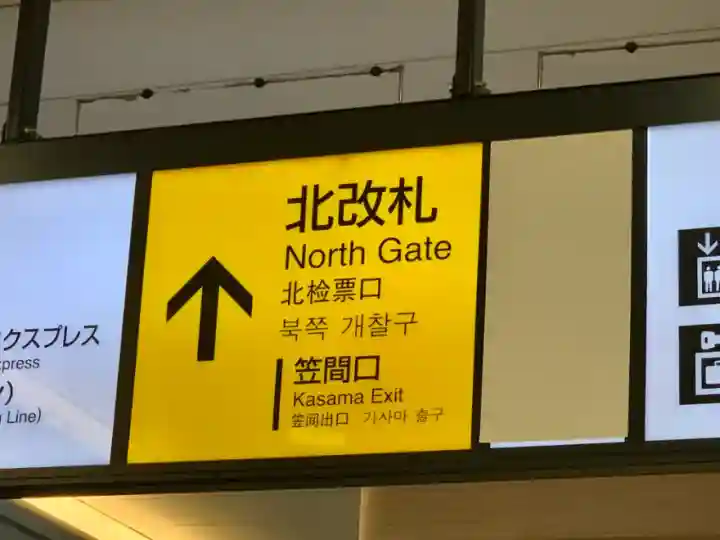 クスプレス
xpress
)
Line)
北改札
North Gate
北检票口
북쪽 개찰구
笠間口
Kasama Exit
笠间出口 가사마 출구